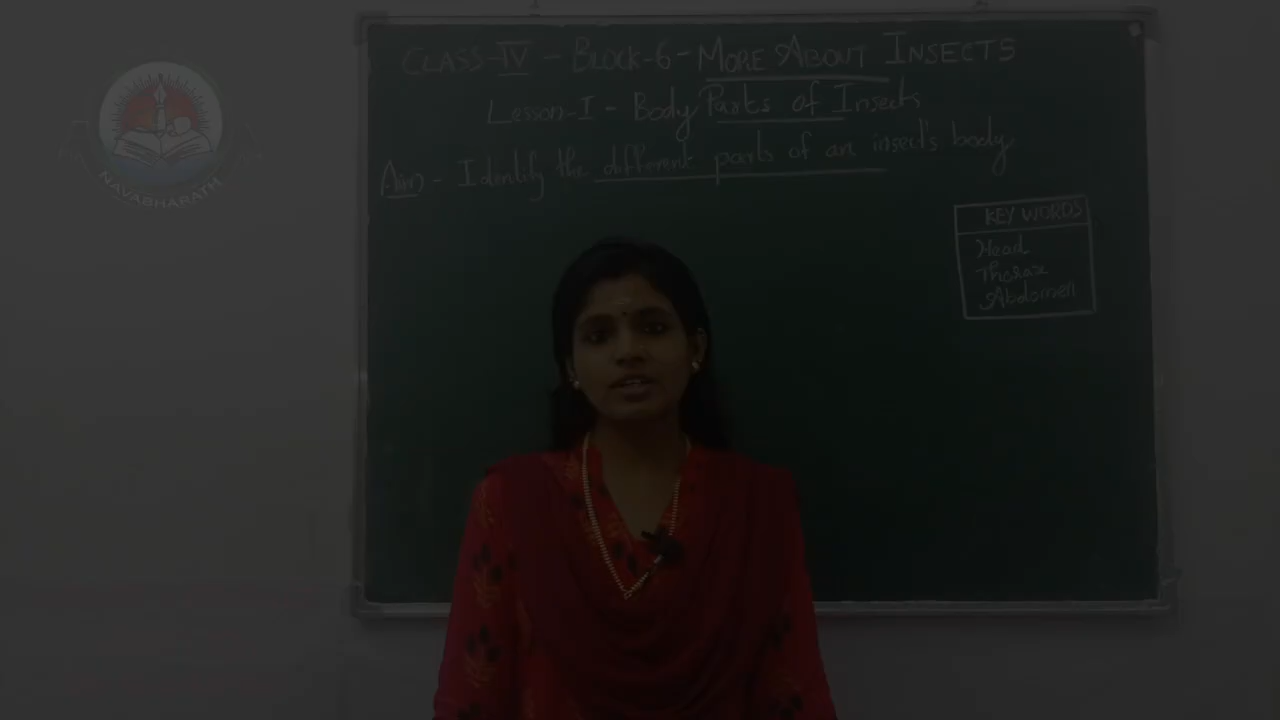 CLASS-IV - BLOCK-6 - MORE ABOUT INSECTS
Lesson-I - Body Parts of Insects
Aim - Identify the different parts of an insect's body
KEY WORDS
Head
Thorax
Abdomen
NAVABHARATH